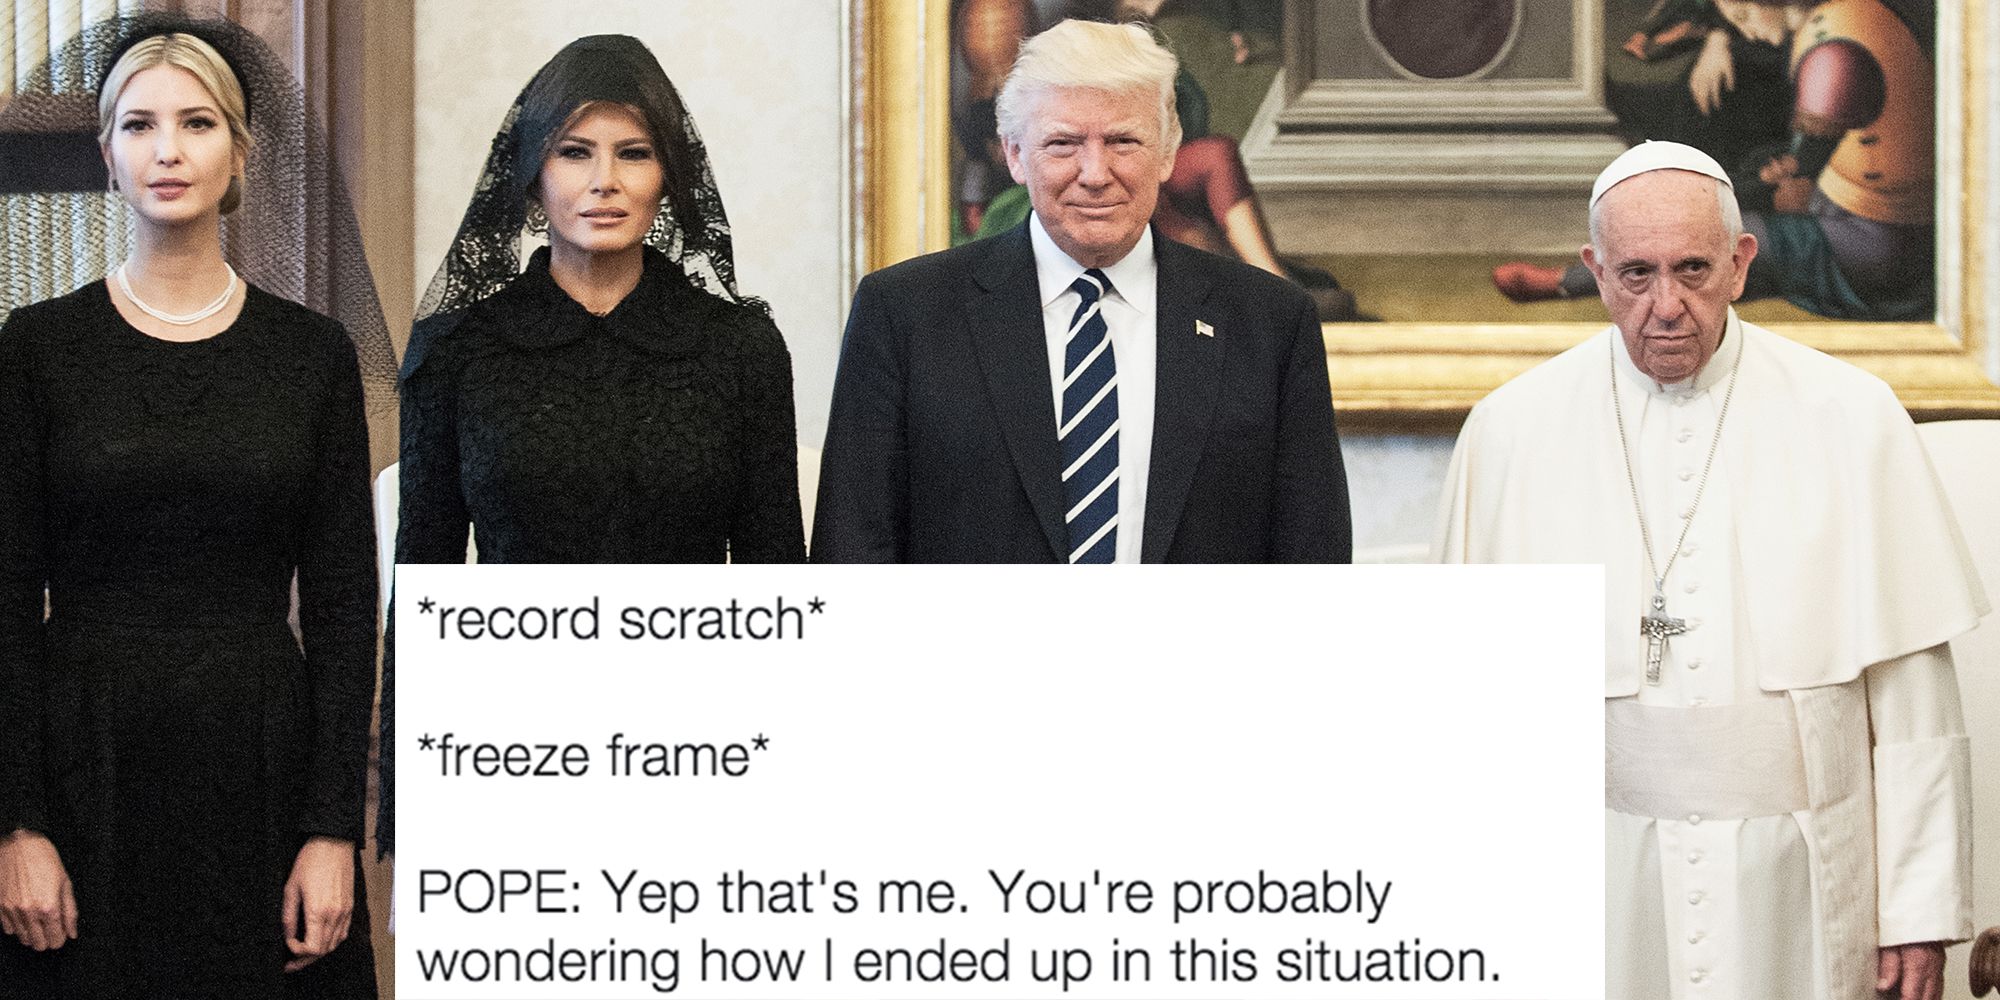 *record scratch*
*freeze frame*
POPE: Yep that's me. You're probably
wondering how I ended up in this situation.